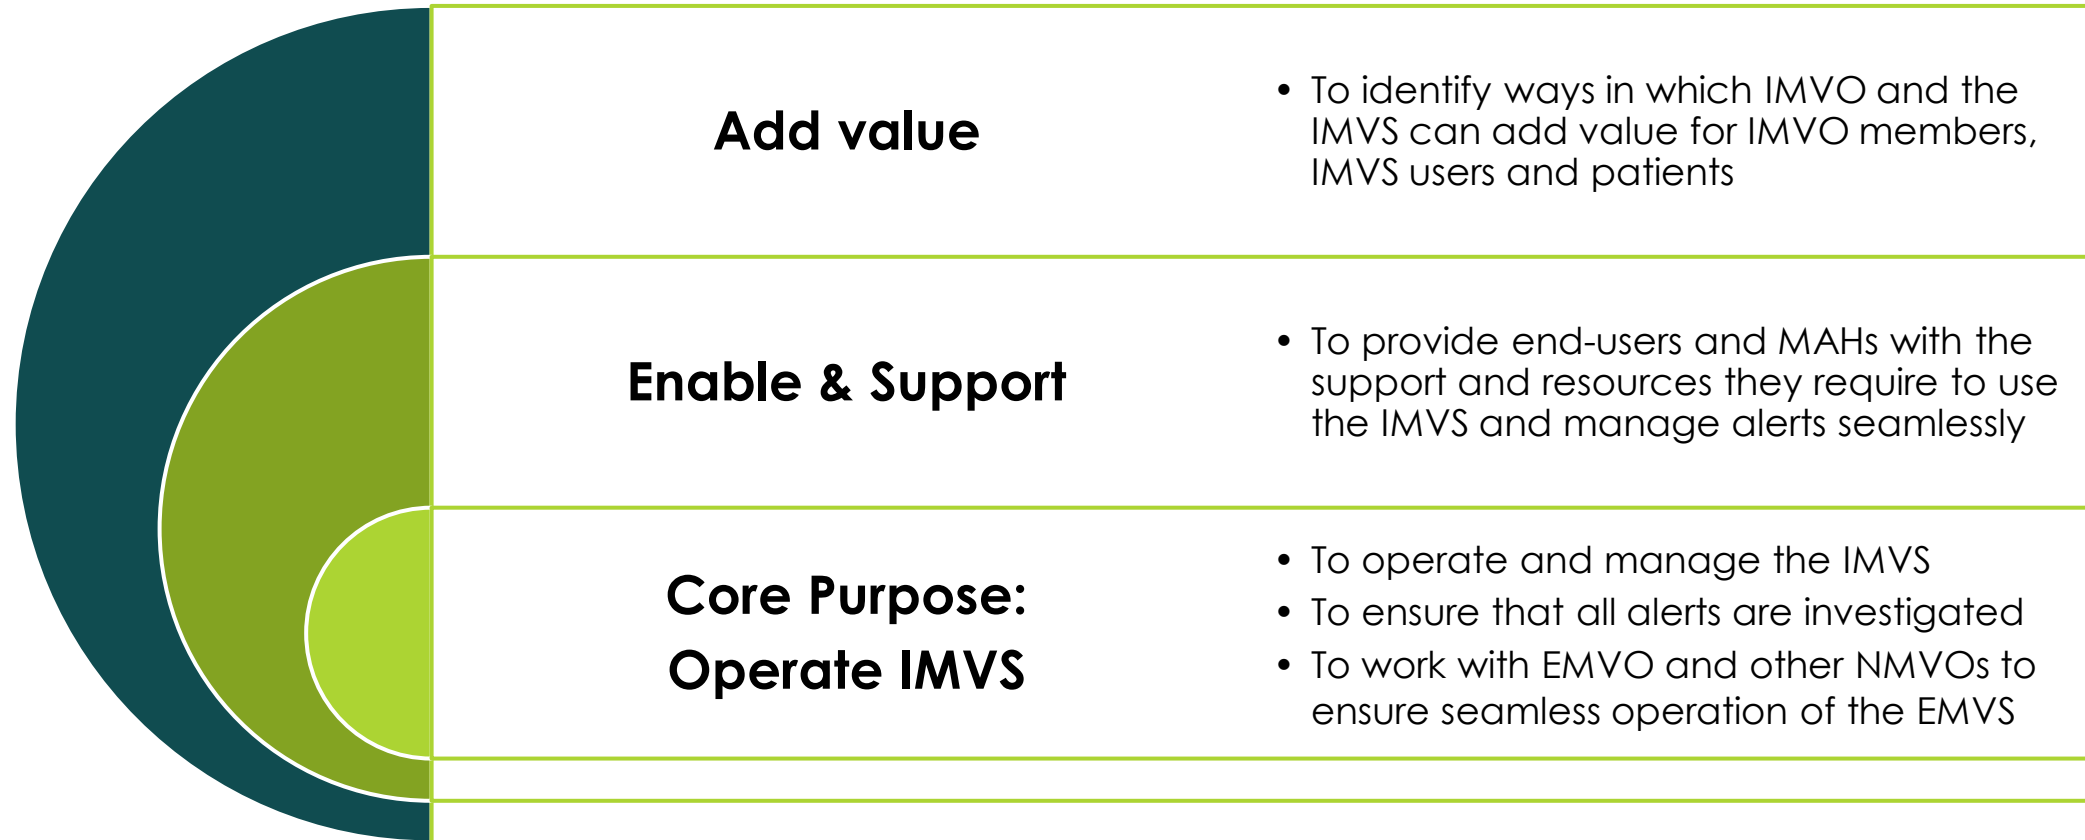 Add value
• To identify ways in which IMVO and the
IMVS can add value for IMVO members,
IMVS users and patients
Enable & Support
• To provide end-users and MAHs with the
support and resources they require to use
the IMVS and manage alerts seamlessly
Core Purpose:
Operate IMVS
• To operate and manage the IMVS
• To ensure that all alerts are investigated
• To work with EMVO and other NMVOs to
ensure seamless operation of the EMVS